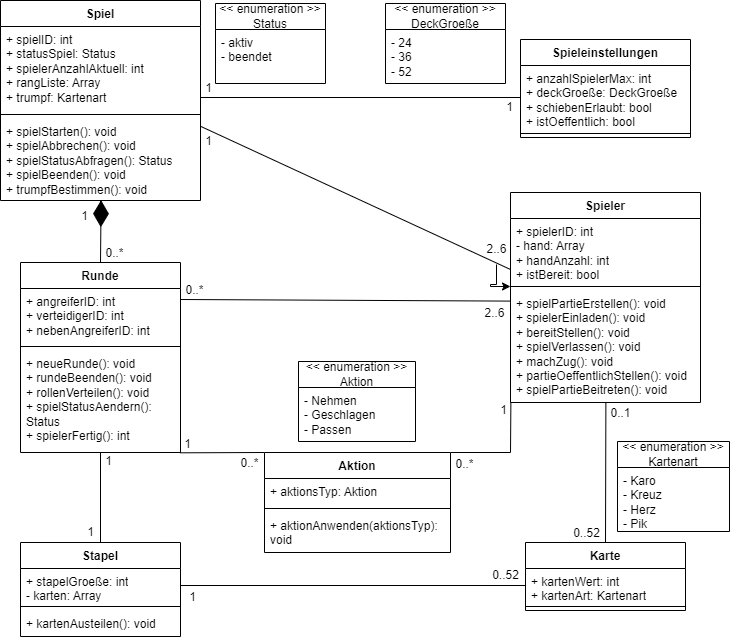 Spiel
+ spielID: int
+ statusSpiel: Status
+ spielerAnzahlAktuell: int
+ rangListe: Array
+ trumpf: Kartenart
+ spielStarten(): void
+ spielAbbrechen(): void
+ spielStatusAbfragen(): Status
+ spielBeenden(): void
+ trumpfBestimmen(): void
<< enumeration >>
Status
- aktiv
- beendet
<< enumeration >>
DeckGroeße
- 24
- 36
- 52
Spieleinstellungen
+ anzahlSpielerMax: int
+ deckGroeße: DeckGroeße
+ schiebenErlaubt: bool
+ istOeffentlich: bool
1
1
1
2..6
1
0..*
Spieler
+ spielerID: int
- hand: Array
+ handAnzahl: int
+ istBereit: bool
+ spielPartieErstellen(): void
+ spielerEinladen(): void
+ bereitStellen(): void
+ spielVerlassen(): void
+ machZug(): void
+ partieOeffentlichStellen(): void
+ spielPartieBeitreten(): void
Runde
+ angreiferID: int
+ verteidigerID: int
+ nebenAngreiferID: int
+ neueRunde(): void
+ rundeBeenden(): void
+ rollenVerteilen(): void
+ spielStatusAendern():
Status
+ spielerFertig(): int
0..*
2..6
<< enumeration >>
Aktion
- Nehmen
- Geschlagen
- Passen
1
0..*
0..*
1
Aktion
+ aktionsTyp: Aktion
+ aktionAnwenden(aktionsTyp):
void
0..1
<< enumeration >>
Kartenart
- Karo
- Kreuz
- Herz
- Pik
0..52
1
1
Stapel
+ stapelGroeße: int
- karten: Array
+ kartenAusteilen(): void
1
0..52
Karte
+ kartenWert: int
+ kartenArt: Kartenart